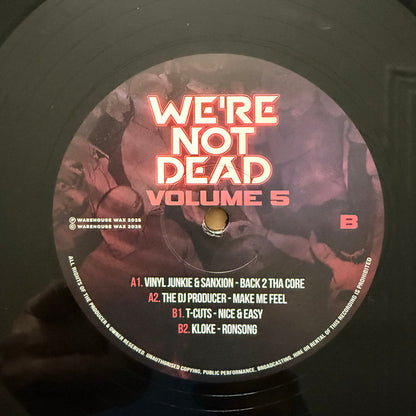 WE'RE
NOT
DEAD
VOLUME 5
Ⓟ WAREHOUSE WAX 2025
© WAREHOUSE WAX 2025
B
A1. VINYL JUNKIE & SANXION - BACK 2 THA CORE
A2. THE DJ PRODUCER - MAKE ME FEEL
B1. T-CUTS - NICE & EASY
B2. KLOKE - RONSONG
ALL RIGHTS OF THE PRODUCER & OWNER RESERVED. UNAUTHORISED COPYING, PUBLIC PERFORMANCE, BROADCASTING, HIRE OR RENTAL OF THIS RECORDING IS PROHIBITED